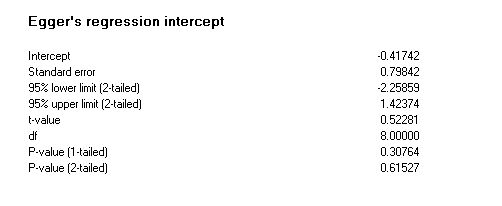 Egger's regression intercept
Intercept -0.41742
Standard error 0.79842
95% lower limit (2-tailed) -2.25859
95% upper limit (2-tailed) 1.42374
t-value 0.52281
df 8.00000
P-value (1-tailed) 0.30764
P-value (2-tailed) 0.61527